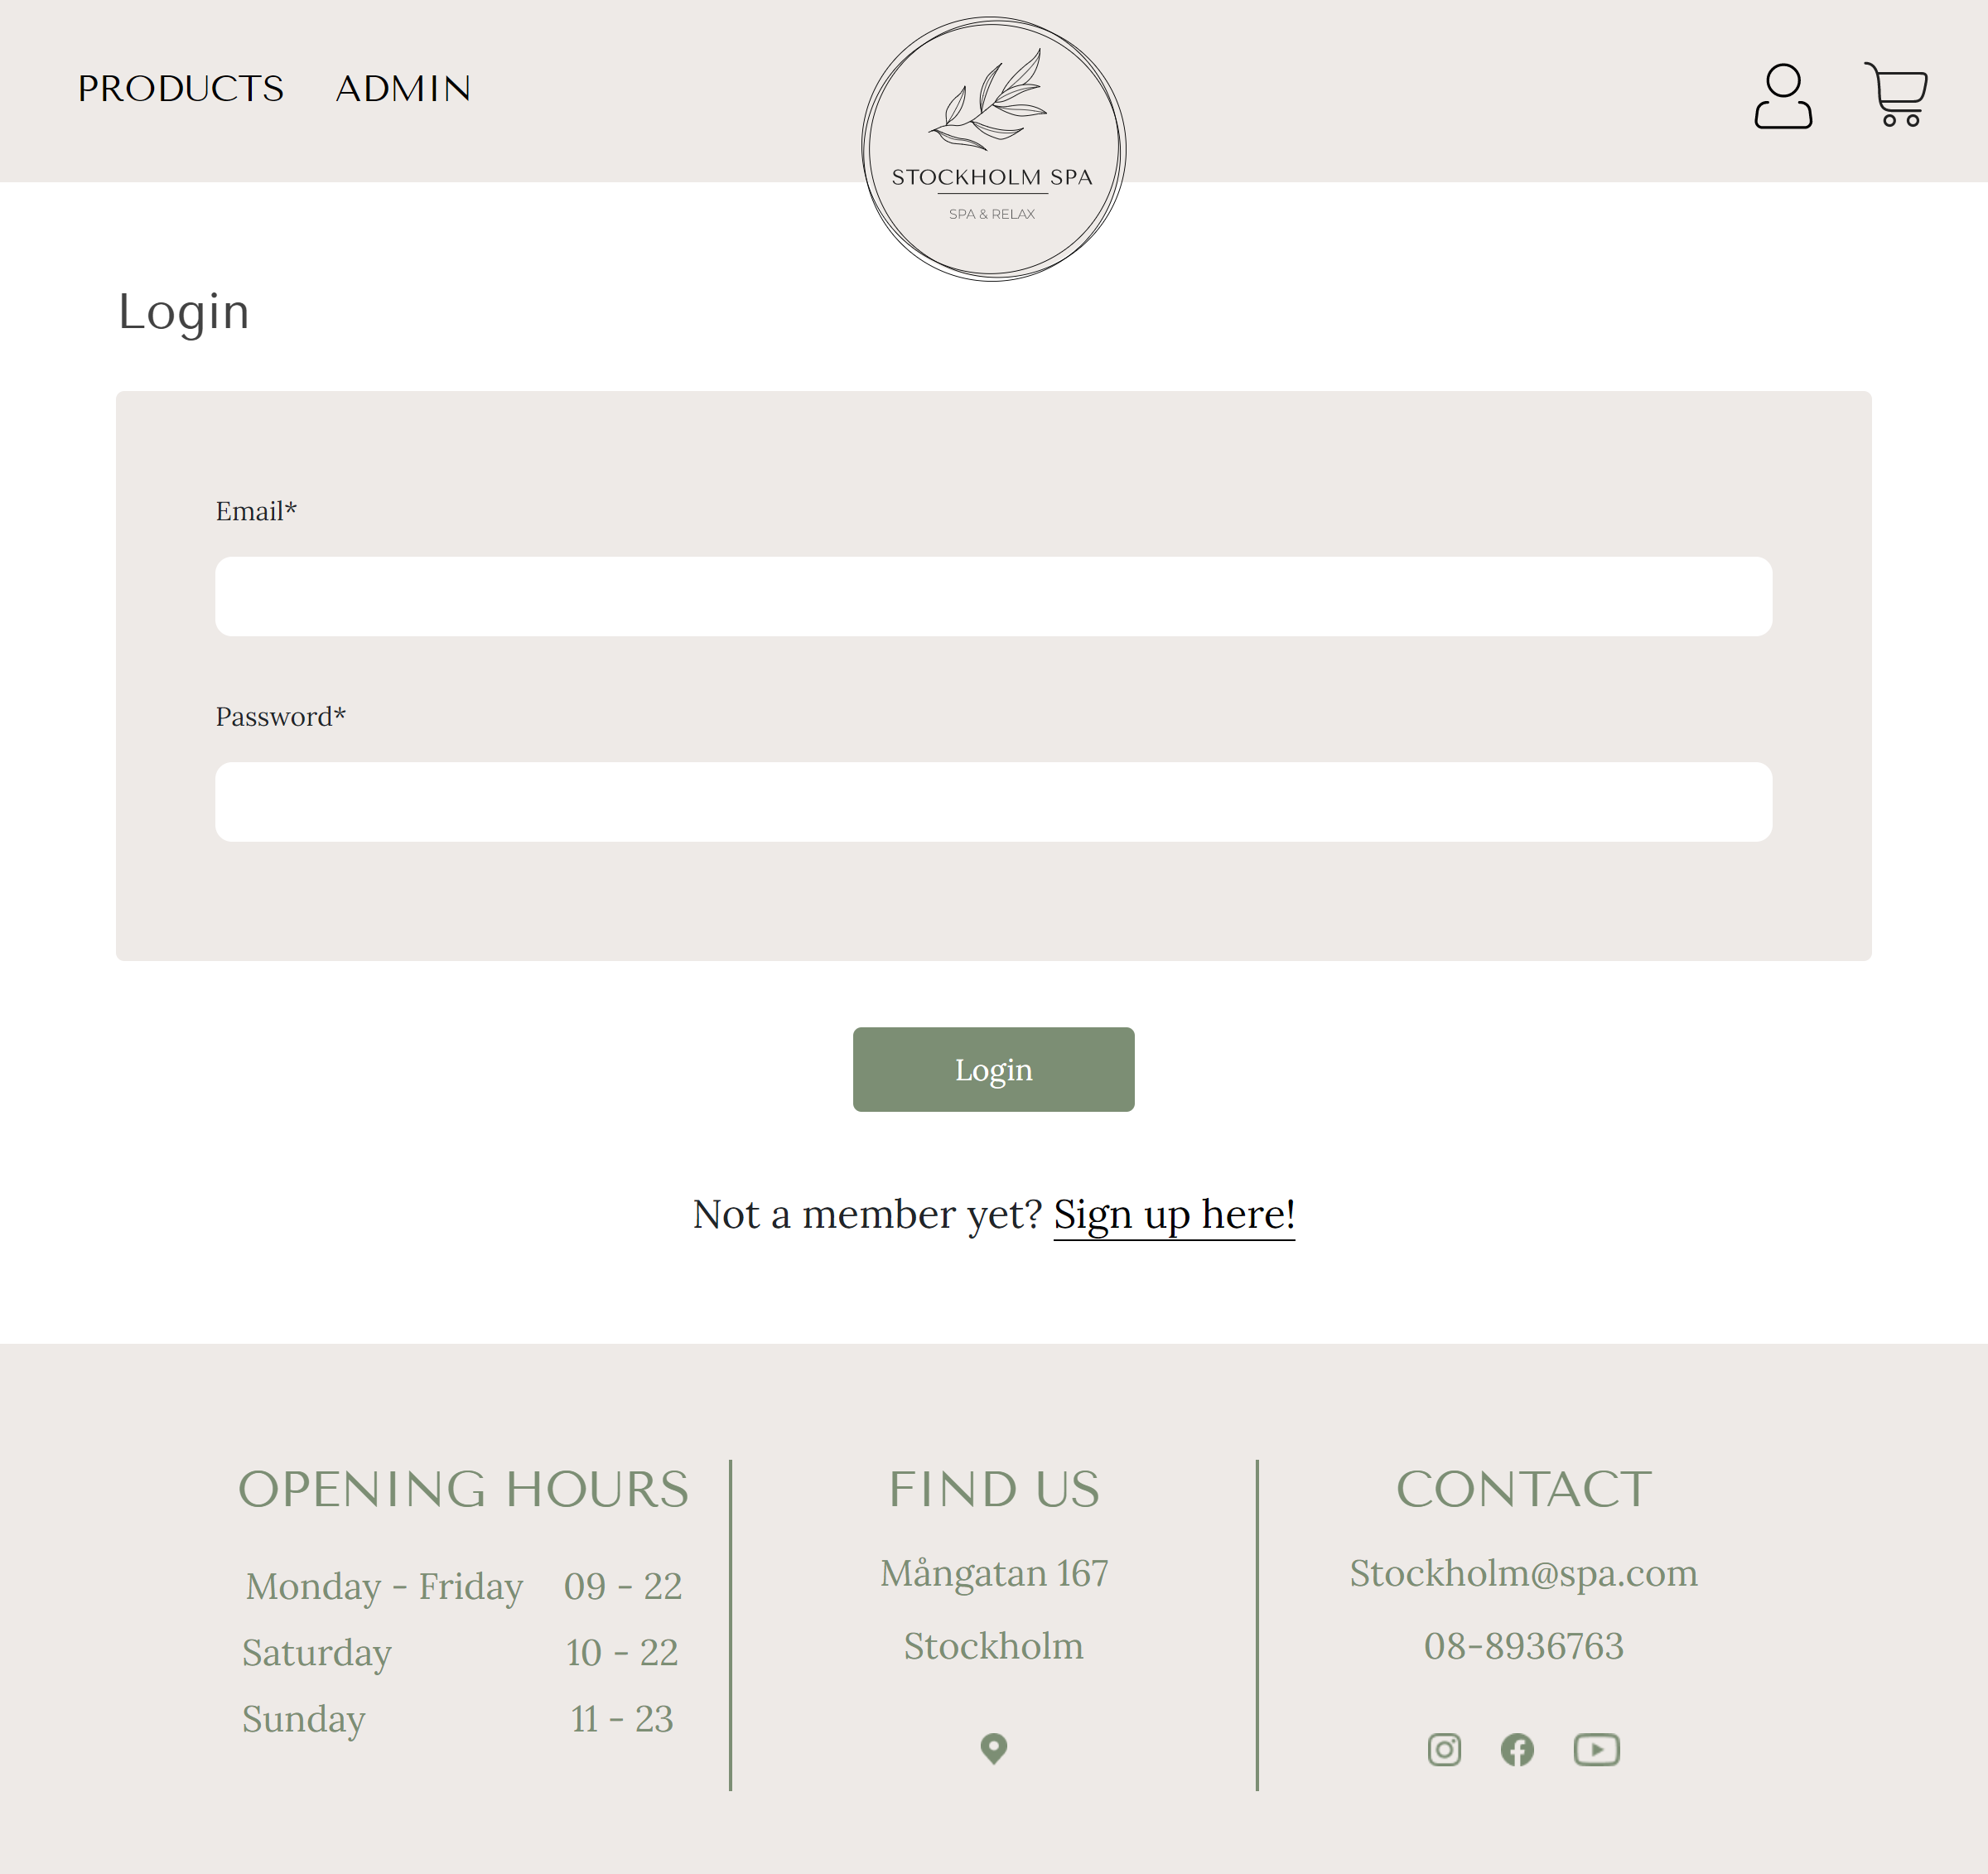 PRODUCTS ADMIN
STOCKHOLM SPA
SPA & RELAX
Login
Email*
Password*
Login
Not a member yet? Sign up here!
OPENING HOURS
Monday - Friday 09 - 22
Saturday 10 - 22
Sunday 11 - 23
FIND US
Mångatan 167
Stockholm
CONTACT
Stockholm@spa.com
08-8936763